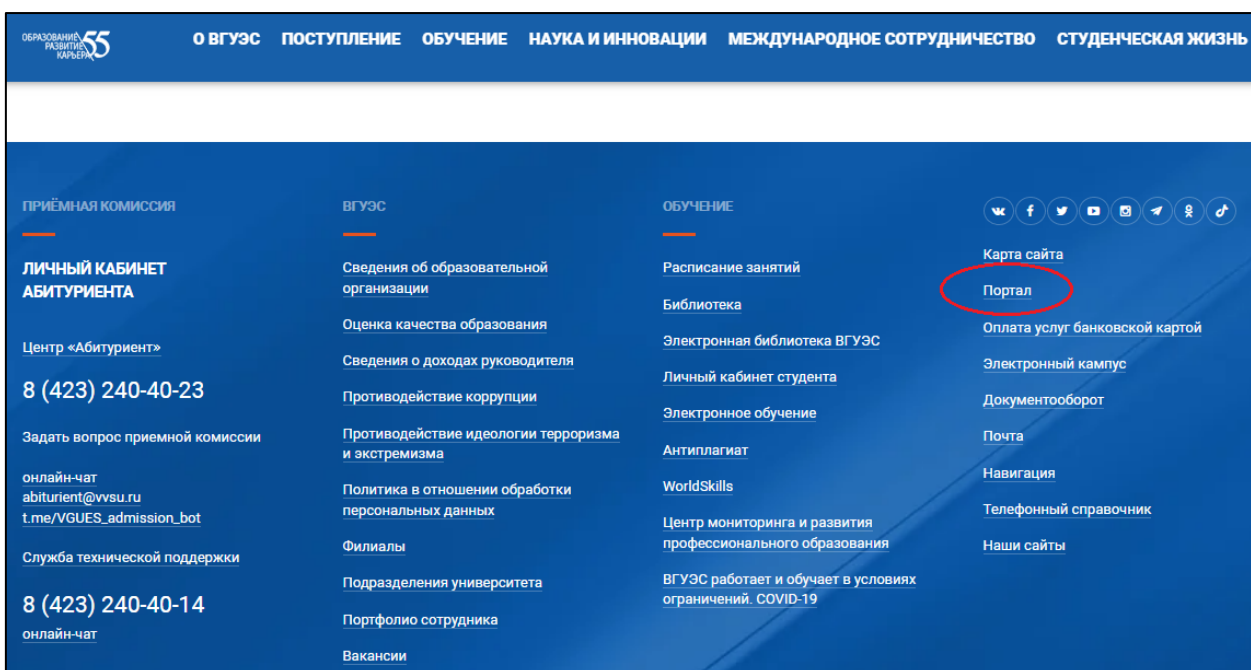 ОБРАЗОВАНИЕ
РАЗВИТИЕ
КАРЬЕРА
55
О ВГУЭС ПОСТУПЛЕНИЕ ОБУЧЕНИЕ НАУКА И ИННОВАЦИИ МЕЖДУНАРОДНОЕ СОТРУДНИЧЕСТВО СТУДЕНЧЕСКАЯ ЖИЗНЬ
ПРИЁМНАЯ КОМИССИЯ
ЛИЧНЫЙ КАБИНЕТ
АБИТУРИЕНТА
Центр «Абитуриент»
8 (423) 240-40-23
Задать вопрос приемной комиссии
онлайн-чат
abiturient@vvsu.ru
t.me/VGUES_admission_bot
Служба технической поддержки
8 (423) 240-40-14
онлайн-чат
ВГУЭС
Сведения об образовательной
организации
Оценка качества образования
Сведения о доходах руководителя
Противодействие коррупции
Противодействие идеологии терроризма
и экстремизма
Политика в отношении обработки
персональных данных
Филиалы
Подразделения университета
Портфолио сотрудника
Вакансии
ОБУЧЕНИЕ
Расписание занятий
Библиотека
Электронная библиотека ВГУЭС
Личный кабинет студента
Электронное обучение
Антиплагиат
WorldSkills
Центр мониторинга и развития
профессионального образования
ВГУЭС работает и обучает в условиях
ограничений. COVID-19
Карта сайта
Портал
Оплата услуг банковской картой
Электронный кампус
Документооборот
Почта
Навигация
Телефонный справочник
Наши сайты